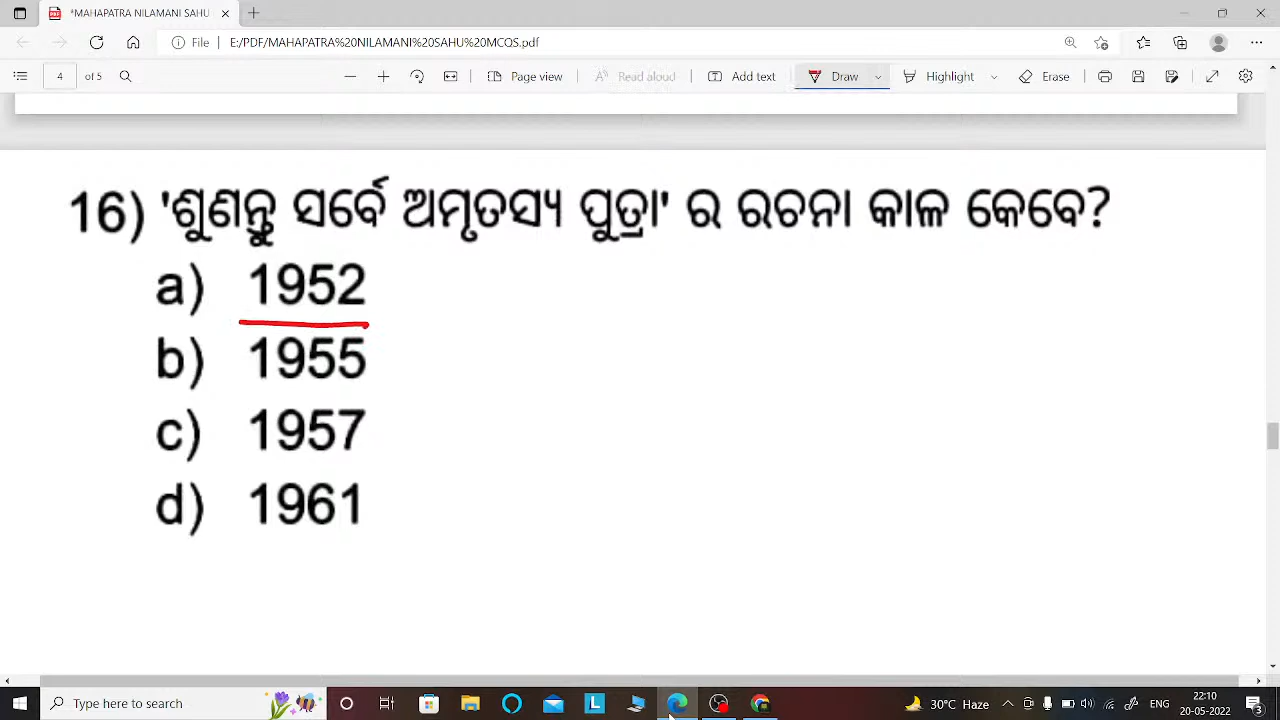 *MAHAPATRA NILAMANI SAHU
File E:/PDF/MAHAPATRA%20NILAMANI%20SAHU%20MCQS.pdf
4 of 5 Page view Read aloud Add text Draw Highlight Erase
16) 'ଶୁଣନ୍ତୁ ସର୍ବେ ଅମୃତସ୍ୟ ପୁତ୍ରା' ର ରଚନା କାଳ କେବେ?
a) 1952
b) 1955
c) 1957
d) 1961
Type here to search L 30°C Haze ENG 22:10
20-05-2022